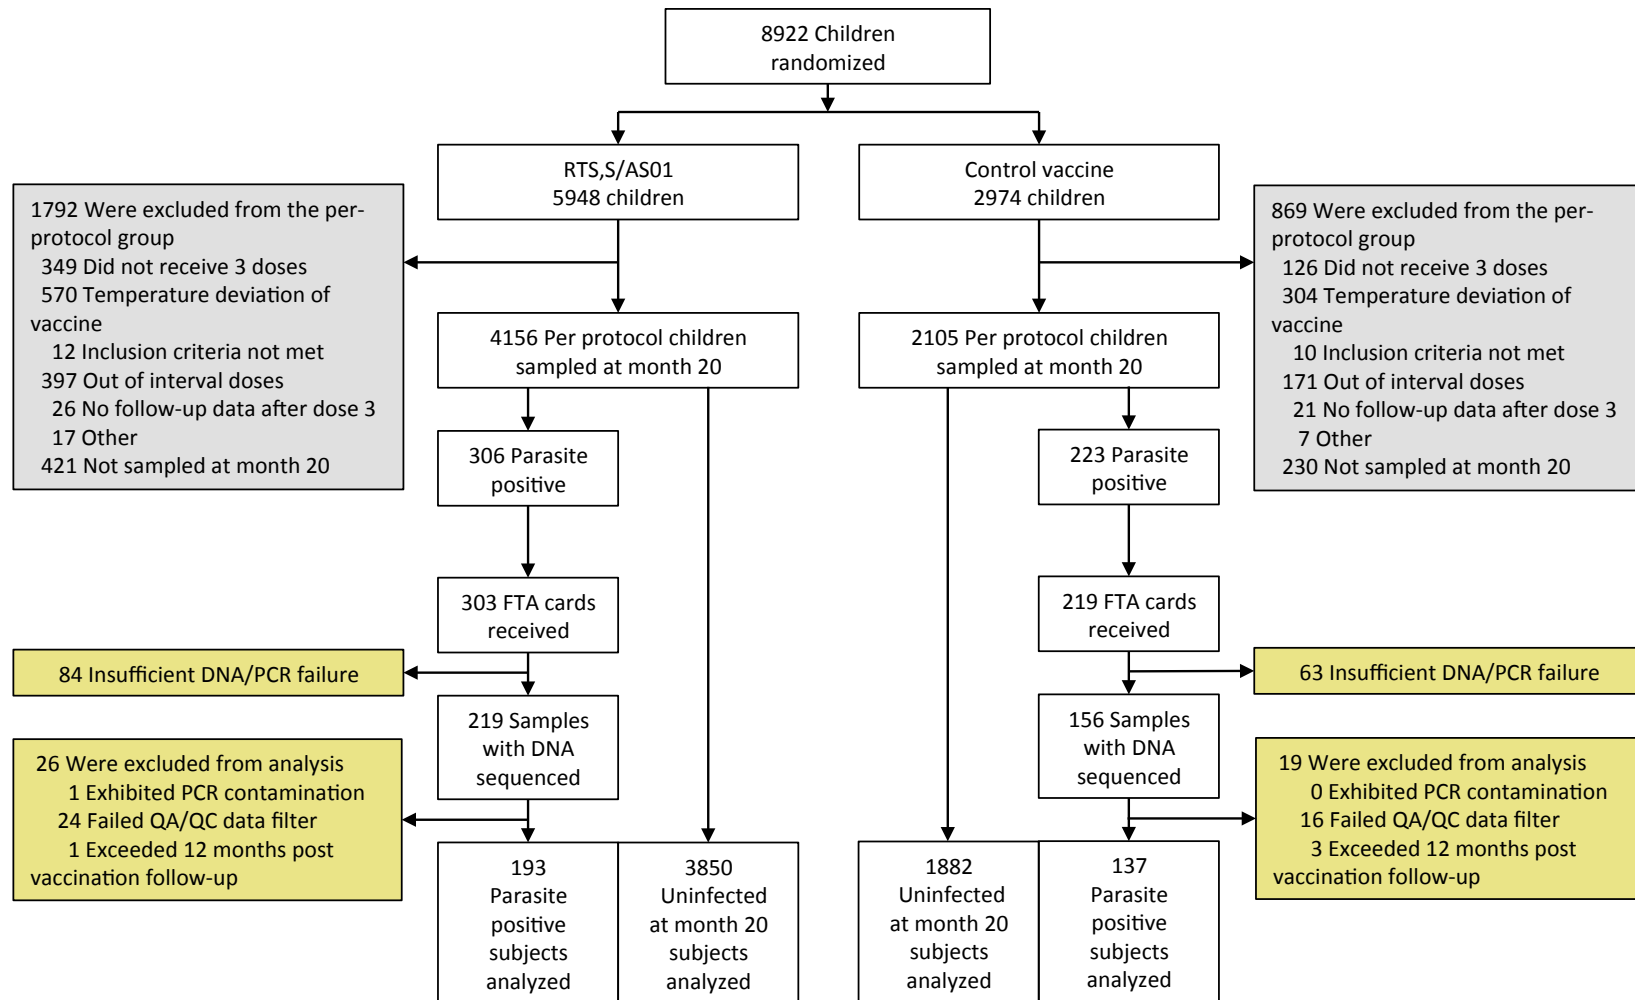 8922 Children
randomized
RTS,S/AS01
5948 children
Control vaccine
2974 children
1792 Were excluded from the per-
protocol group
349 Did not receive 3 doses
570 Temperature deviation of
vaccine
12 Inclusion criteria not met
397 Out of interval doses
26 No follow-up data after dose 3
17 Other
421 Not sampled at month 20
869 Were excluded from the per-
protocol group
126 Did not receive 3 doses
304 Temperature deviation of
vaccine
10 Inclusion criteria not met
171 Out of interval doses
21 No follow-up data after dose 3
7 Other
230 Not sampled at month 20
4156 Per protocol children
sampled at month 20
2105 Per protocol children
sampled at month 20
306 Parasite
positive
223 Parasite
positive
303 FTA cards
received
219 FTA cards
received
84 Insufficient DNA/PCR failure
63 Insufficient DNA/PCR failure
219 Samples
with DNA
sequenced
156 Samples
with DNA
sequenced
26 Were excluded from analysis
1 Exhibited PCR contamination
24 Failed QA/QC data filter
1 Exceeded 12 months post
vaccination follow-up
19 Were excluded from analysis
0 Exhibited PCR contamination
16 Failed QA/QC data filter
3 Exceeded 12 months post
vaccination follow-up
193
Parasite
positive
subjects
analyzed
3850
Uninfected
at month 20
subjects
analyzed
1882
Uninfected
at month 20
subjects
analyzed
137
Parasite
positive
subjects
analyzed